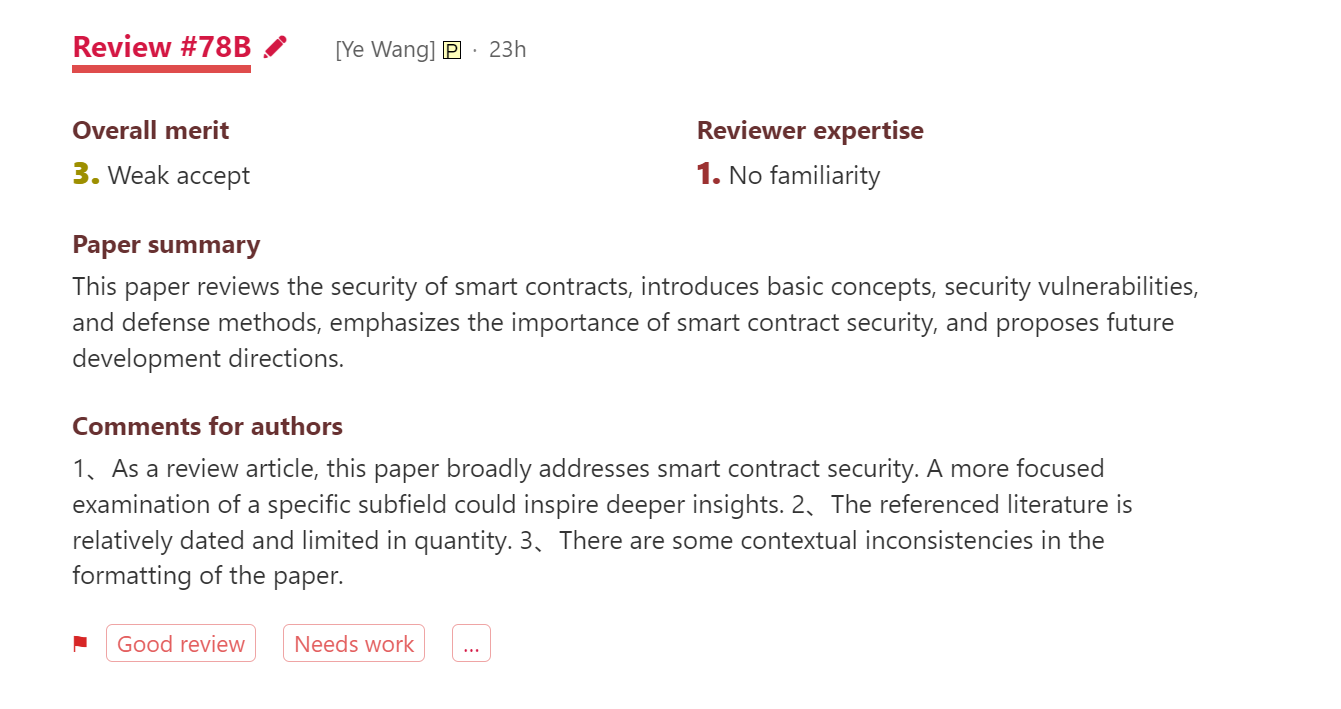 Review #78B [Ye Wang] P · 23h
Overall merit
3. Weak accept
Reviewer expertise
1. No familiarity
Paper summary
This paper reviews the security of smart contracts, introduces basic concepts, security vulnerabilities,
and defense methods, emphasizes the importance of smart contract security, and proposes future
development directions.
Comments for authors
1、As a review article, this paper broadly addresses smart contract security. A more focused
examination of a specific subfield could inspire deeper insights. 2、The referenced literature is
relatively dated and limited in quantity. 3、There are some contextual inconsistencies in the
formatting of the paper.
Good review Needs work ...